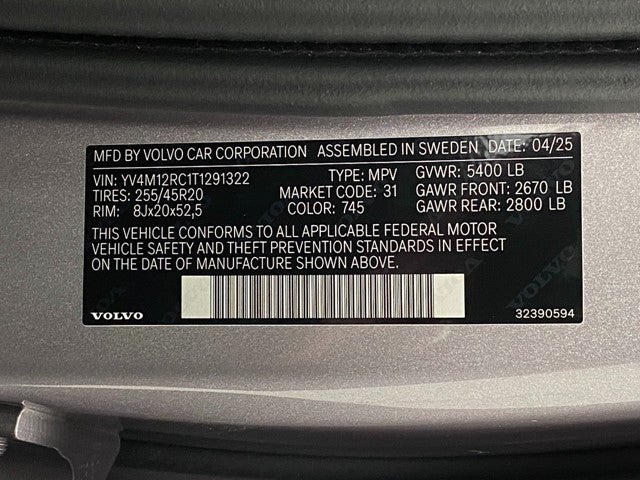 MFD BY VOLVO CAR CORPORATION ASSEMBLED IN SWEDEN DATE: 04/25
VIN: YV4M12RC1T1291322 TYPE: MPV GVWR: 5400 LB
TIRES: 255/45R20 MARKET CODE: 31 GAWR FRONT: 2670 LB
RIM: 8Jx20x52,5 COLOR: 745 GAWR REAR: 2800 LB
THIS VEHICLE CONFORMS TO ALL APPLICABLE FEDERAL MOTOR
VEHICLE SAFETY AND THEFT PREVENTION STANDARDS IN EFFECT
ON THE DATE OF MANUFACTURE SHOWN ABOVE.
VOLVO 32390594